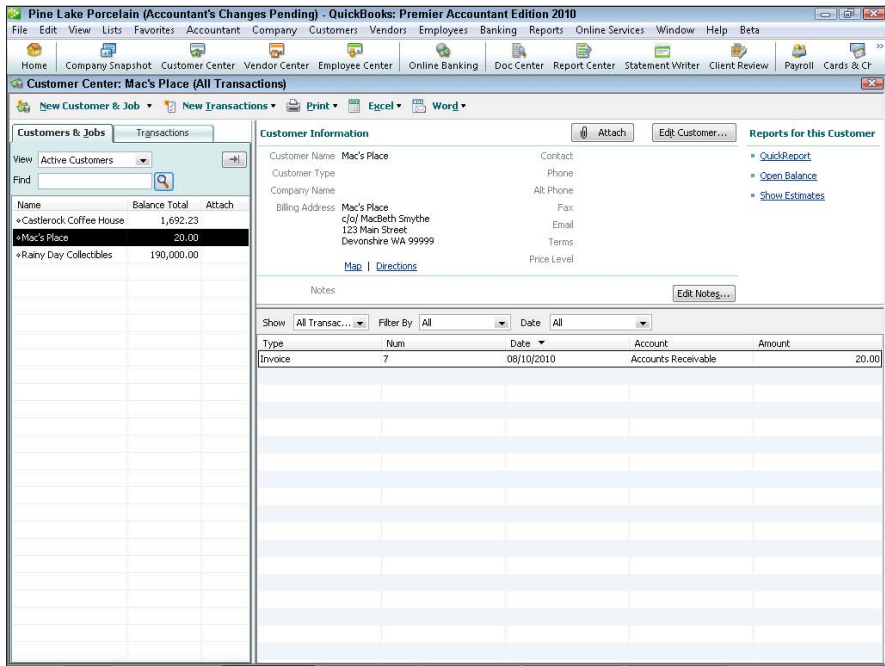 Pine Lake Porcelain (Accountant's Changes Pending) - QuickBooks: Premier Accountant Edition 2010
File Edit View Lists Favorites Accountant Company Customers Vendors Employees Banking Reports Online Services Window Help Beta
Home Company Snapshot Customer Center Vendor Center Employee Center Online Banking Doc Center Report Center Statement Writer Client Review Payroll Cards & Ch
Customer Center: Mac's Place (All Transactions)
New Customer & Job New Transactions Print Excel Word
Customers & Jobs Transactions
View Active Customers
Find
Name Balance Total Attach
Castlerock Coffee House 1,692.23
Mac's Place 20.00
Rainy Day Collectibles 190,000.00
Customer Information Attach Edit Customer...
Customer Name Mac's Place Contact
Customer Type Phone
Company Name Alt Phone
Billing Address Mac's Place Fax
c/o/ MacBeth Smythe
123 Main Street Email
Devonshire WA 99999 Terms
Price Level
Map | Directions
Notes Edit Notes...
Reports for this Customer
QuickReport
Open Balance
Show Estimates
Show All Transac... Filter By All Date All
Type Num Date Account Amount
Invoice 7 08/10/2010 Accounts Receivable 20.00